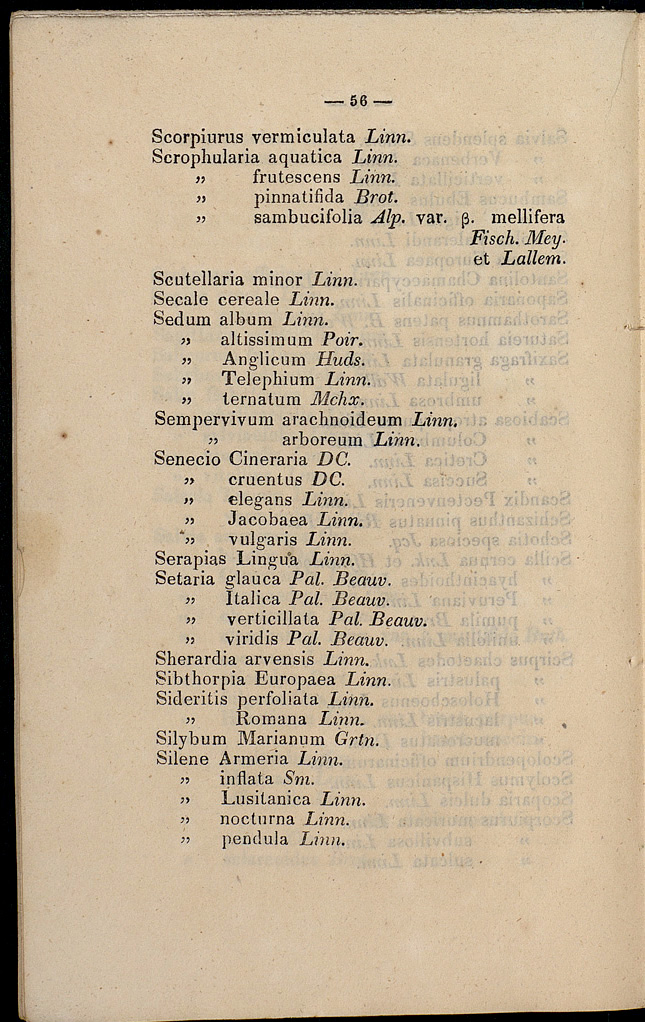 — 56 —
Scorpiurus vermiculata Linn.
Scrophularia aquatica Linn.
„ frutescens Linn.
„ pinnatifida Brot.
„ sambucifolia Alp. var. β. mellifera
Fisch. Mey.
et Lallem.
Scutellaria minor Linn.
Secale cereale Linn.
Sedum album Linn.
„ altissimum Poir.
„ Anglicum Huds.
„ Telephium Linn.
„ ternatum Mchx.
Sempervivum arachnoideum Linn.
„ arboreum Linn.
Senecio Cineraria DC.
„ cruentus DC.
„ elegans Linn.
„ Jacobaea Linn.
„ vulgaris Linn.
Serapias Lingua Linn.
Setaria glauca Pal. Beauv.
„ Italica Pal. Beauv.
„ verticillata Pal. Beauv.
„ viridis Pal. Beauv.
Sherardia arvensis Linn.
Sibthorpia Europaea Linn.
Sideritis perfoliata Linn.
„ Romana Linn.
Silybum Marianum Grtn.
Silene Armeria Linn.
„ inflata Sm.
„ Lusitanica Linn.
„ nocturna Linn.
„ pendula Linn.